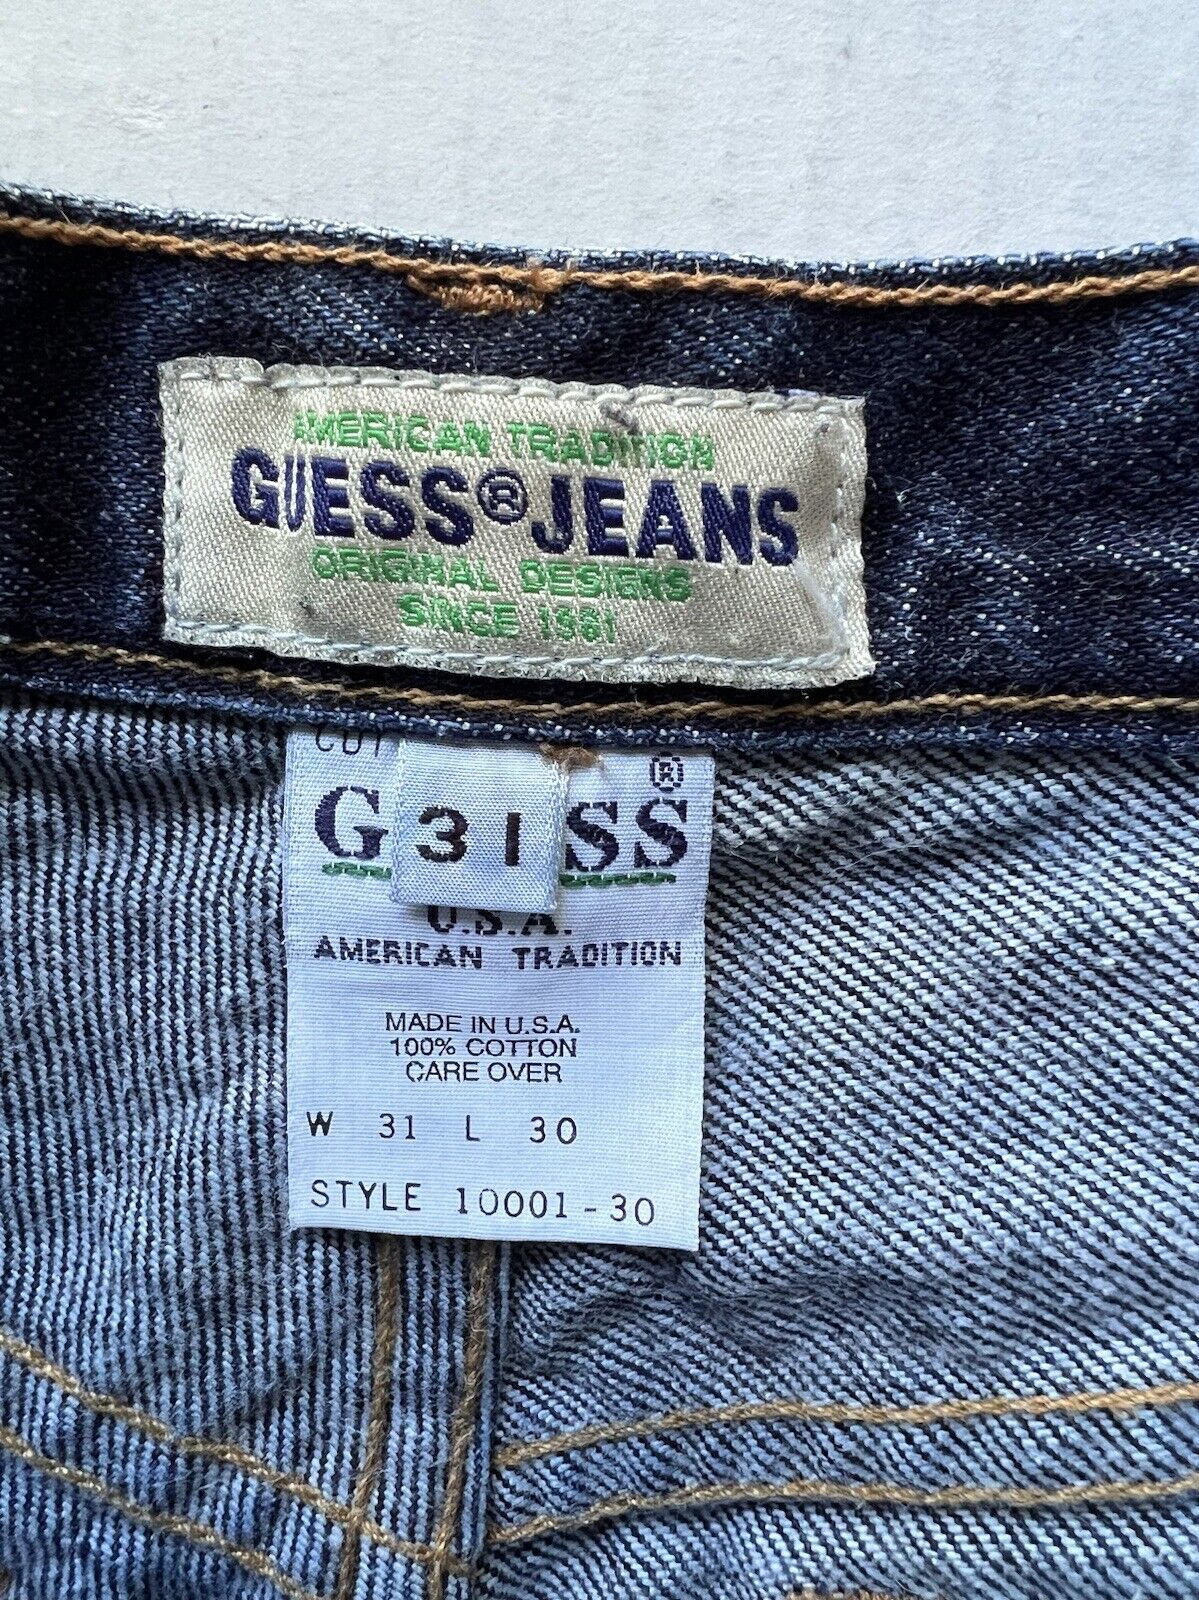 AMERICAN TRADITION
GUESS® JEANS
ORIGINAL DESIGNS
SINCE 1981
CUT
31
G SS®
U.S.A.
AMERICAN TRADITION
MADE IN U.S.A.
100% COTTON
CARE OVER
W 31 L 30
STYLE 10001-30